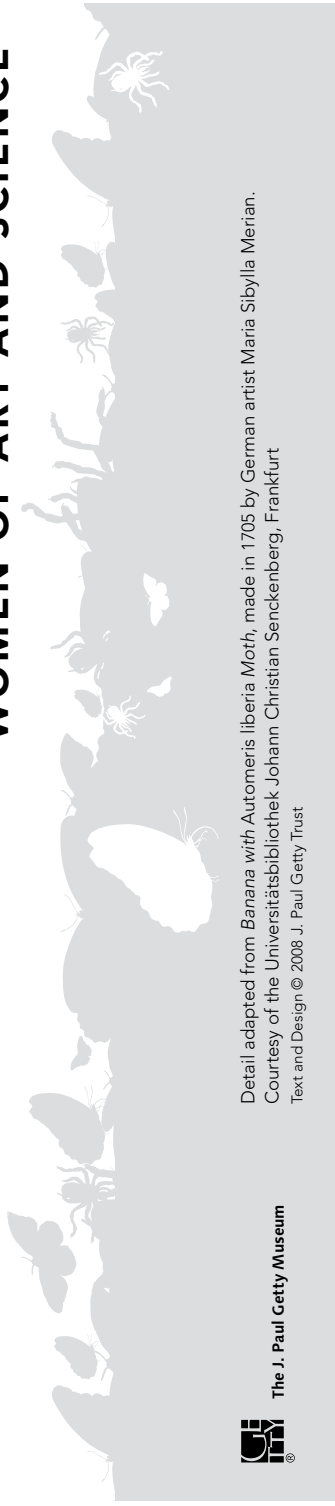 WOMEN OF ART AND SCIENCE
Detail adapted from Banana with Automeris liberia Moth, made in 1705 by German artist Maria Sibylla Merian.
Courtesy of the Universitätsbibliothek Johann Christian Senckenberg, Frankfurt
Text and Design © 2008 J. Paul Getty Trust
GETTY
®
The J. Paul Getty Museum